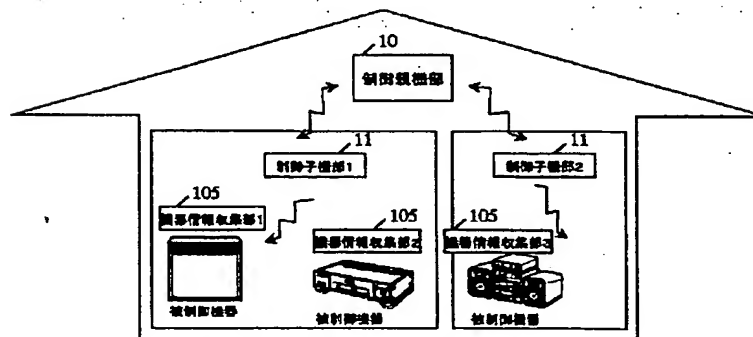 10
制御親機部
11
制御子機部1
11
制御子機部2
105
機器情報収集部1
105
機器情報収集部2
105
機器情報収集部3
被制御機器
被制御機器
被制御機器